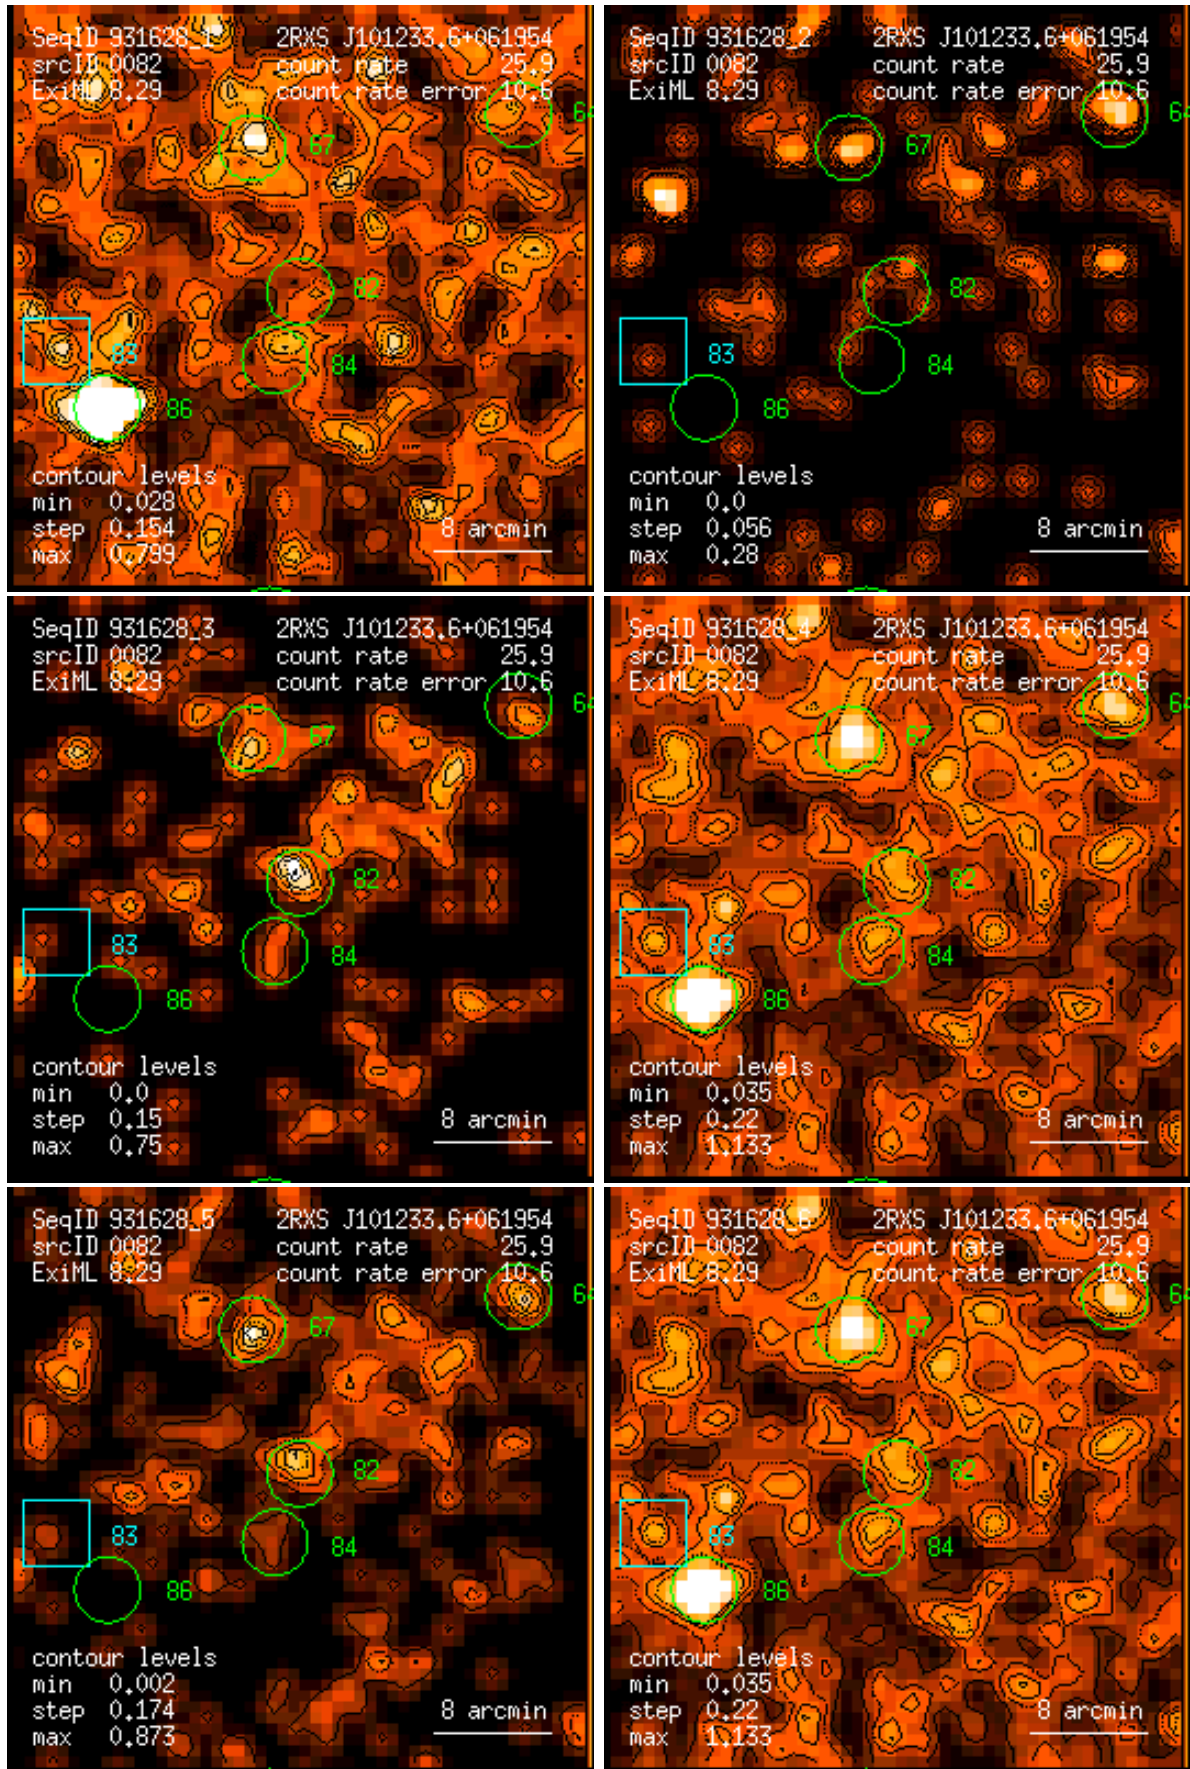 SeqID 931628_1 2RXS J101233.6+061954
srcID 0082 count rate 25.9
ExiML 8.29 count rate error 10.6
64
67
82
83
84
86
contour levels
min 0.028
step 0.154
max 0.799
8 arcmin
SeqID 931628_2 2RXS J101233.6+061954
srcID 0082 count rate 25.9
ExiML 8.29 count rate error 10.6
64
67
82
83
84
86
contour levels
min 0.0
step 0.056
max 0.28
8 arcmin
SeqID 931628_3 2RXS J101233.6+061954
srcID 0082 count rate 25.9
ExiML 8.29 count rate error 10.6
64
67
82
83
84
86
contour levels
min 0.0
step 0.15
max 0.75
8 arcmin
SeqID 931628_4 2RXS J101233.6+061954
srcID 0082 count rate 25.9
ExiML 8.29 count rate error 10.6
64
67
82
83
84
86
contour levels
min 0.035
step 0.22
max 1.133
8 arcmin
SeqID 931628_5 2RXS J101233.6+061954
srcID 0082 count rate 25.9
ExiML 8.29 count rate error 10.6
64
67
82
83
84
86
contour levels
min 0.002
step 0.174
max 0.873
8 arcmin
SeqID 931628_6 2RXS J101233.6+061954
srcID 0082 count rate 25.9
ExiML 8.29 count rate error 10.6
64
67
82
83
84
86
contour levels
min 0.035
step 0.22
max 1.133
8 arcmin